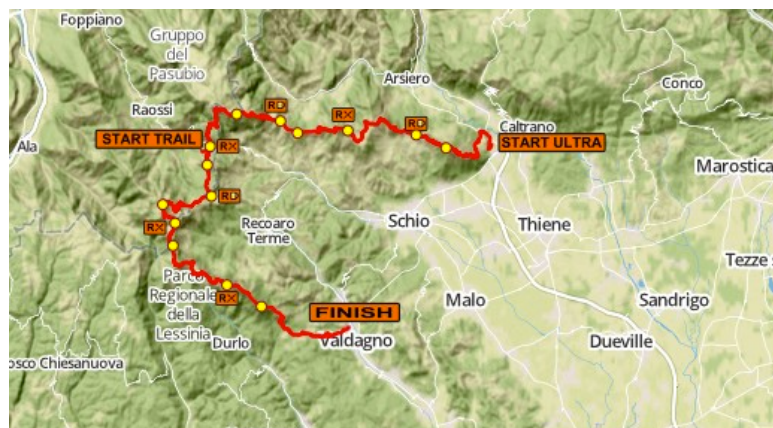 Foppiano
Gruppo
del
Pasubio
Arsiero
Conco
Raossi
RD
RX
RD
Caltrano
START TRAIL
RX
START ULTRA
Ala
Marostica
RD
Schio
Thiene
Recoaro
Terme
RX
Tezze s
Parco
Regionale
della
Lessinia
RX
FINISH
Malo
Sandrigo
Valdagno
Durlo
Dueville
osco Chiesanuova